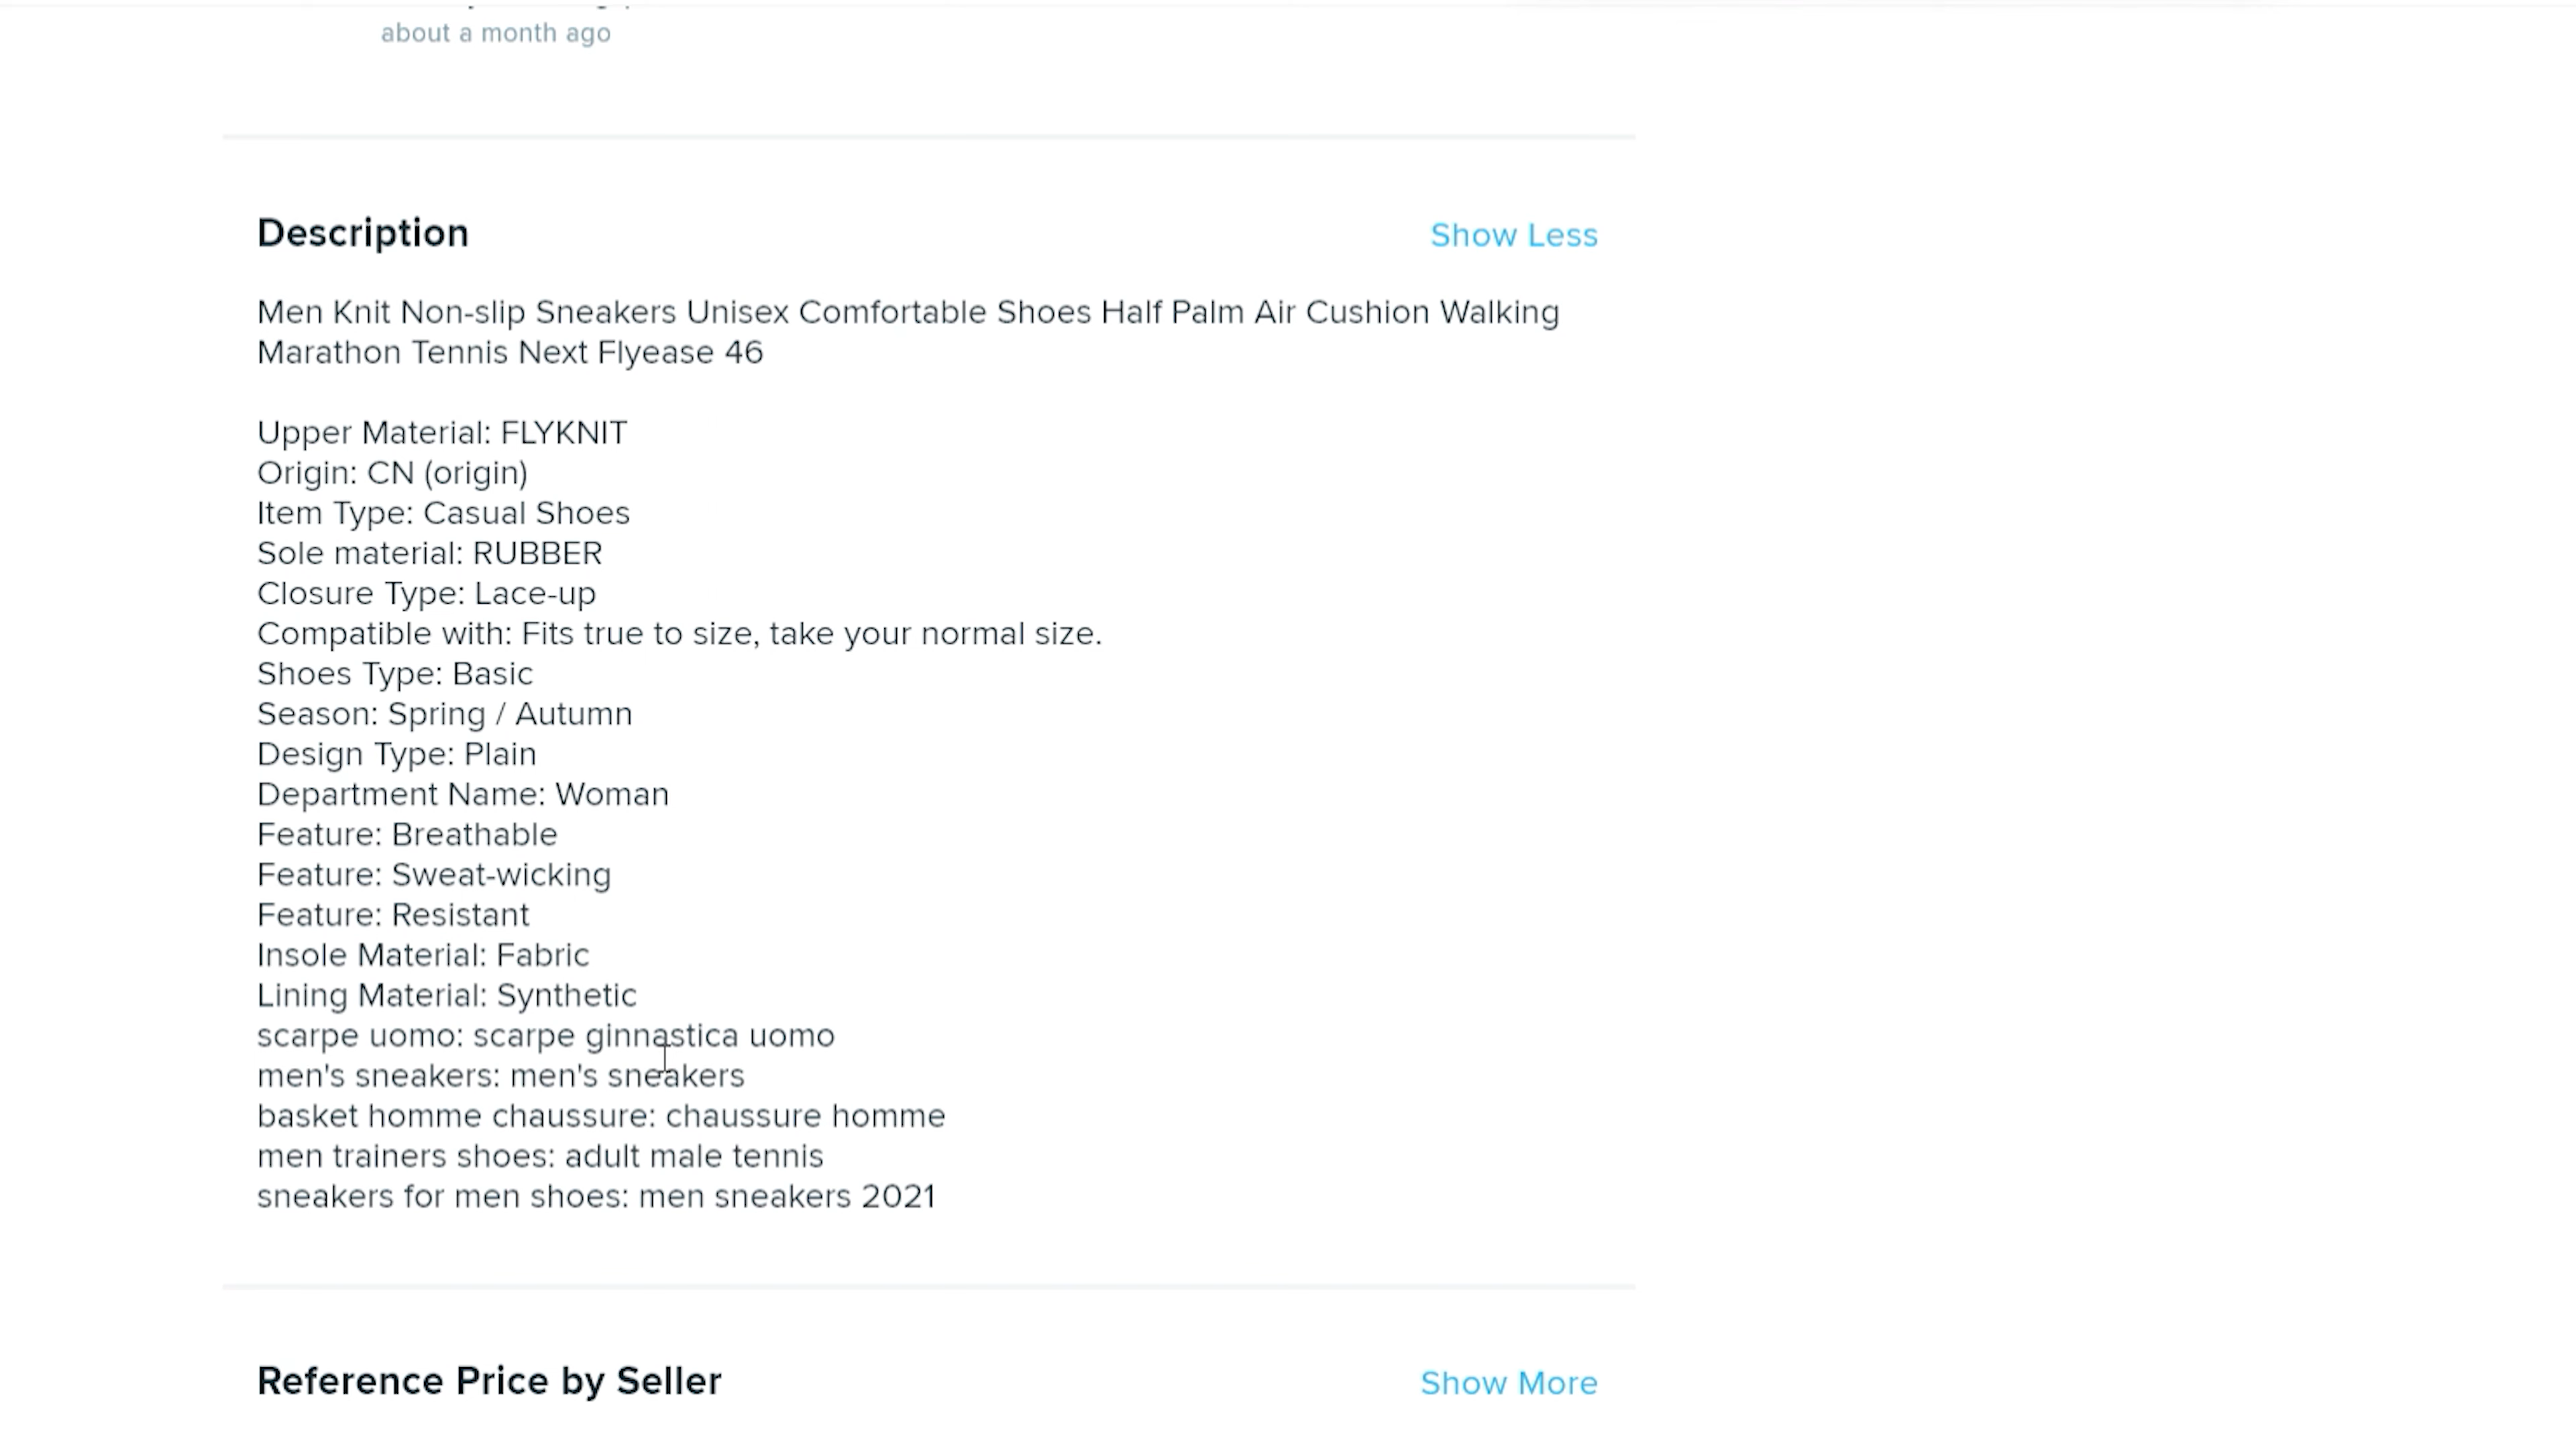 about a month ago
Description
Show Less
Men Knit Non-slip Sneakers Unisex Comfortable Shoes Half Palm Air Cushion Walking
Marathon Tennis Next Flyease 46
Upper Material: FLYKNIT
Origin: CN (origin)
Item Type: Casual Shoes
Sole material: RUBBER
Closure Type: Lace-up
Compatible with: Fits true to size, take your normal size.
Shoes Type: Basic
Season: Spring / Autumn
Design Type: Plain
Department Name: Woman
Feature: Breathable
Feature: Sweat-wicking
Feature: Resistant
Insole Material: Fabric
Lining Material: Synthetic
scarpe uomo: scarpe ginnastica uomo
men's sneakers: men's sneakers
basket homme chaussure: chaussure homme
men trainers shoes: adult male tennis
sneakers for men shoes: men sneakers 2021
Reference Price by Seller
Show More